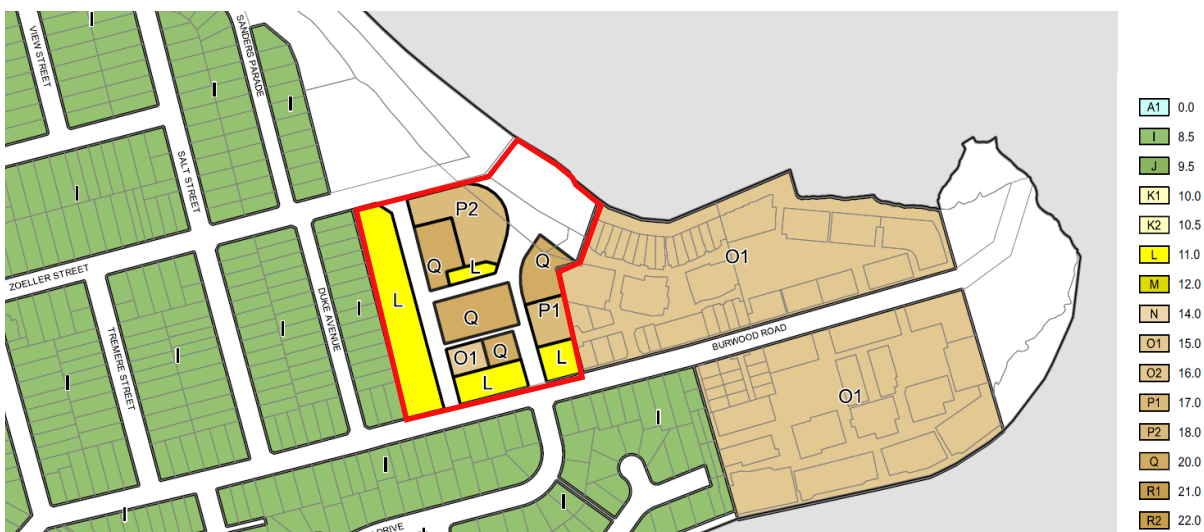 I
VIEW STREET
SANDERS PARADE
I
I
I
SALT STREET
P2
Q
L
Q
O1
ZOELLER STREET
L
I
I
I
DUKE AVENUE
Q
P1
BURWOOD ROAD
I
TREMERE STREET
O1
Q
L
L
O1
I
I
I
I
DRIVE
A1 0.0
I 8.5
J 9.5
K1 10.0
K2 10.5
L 11.0
M 12.0
N 14.0
O1 15.0
O2 16.0
P1 17.0
P2 18.0
Q 20.0
R1 21.0
R2 22.0